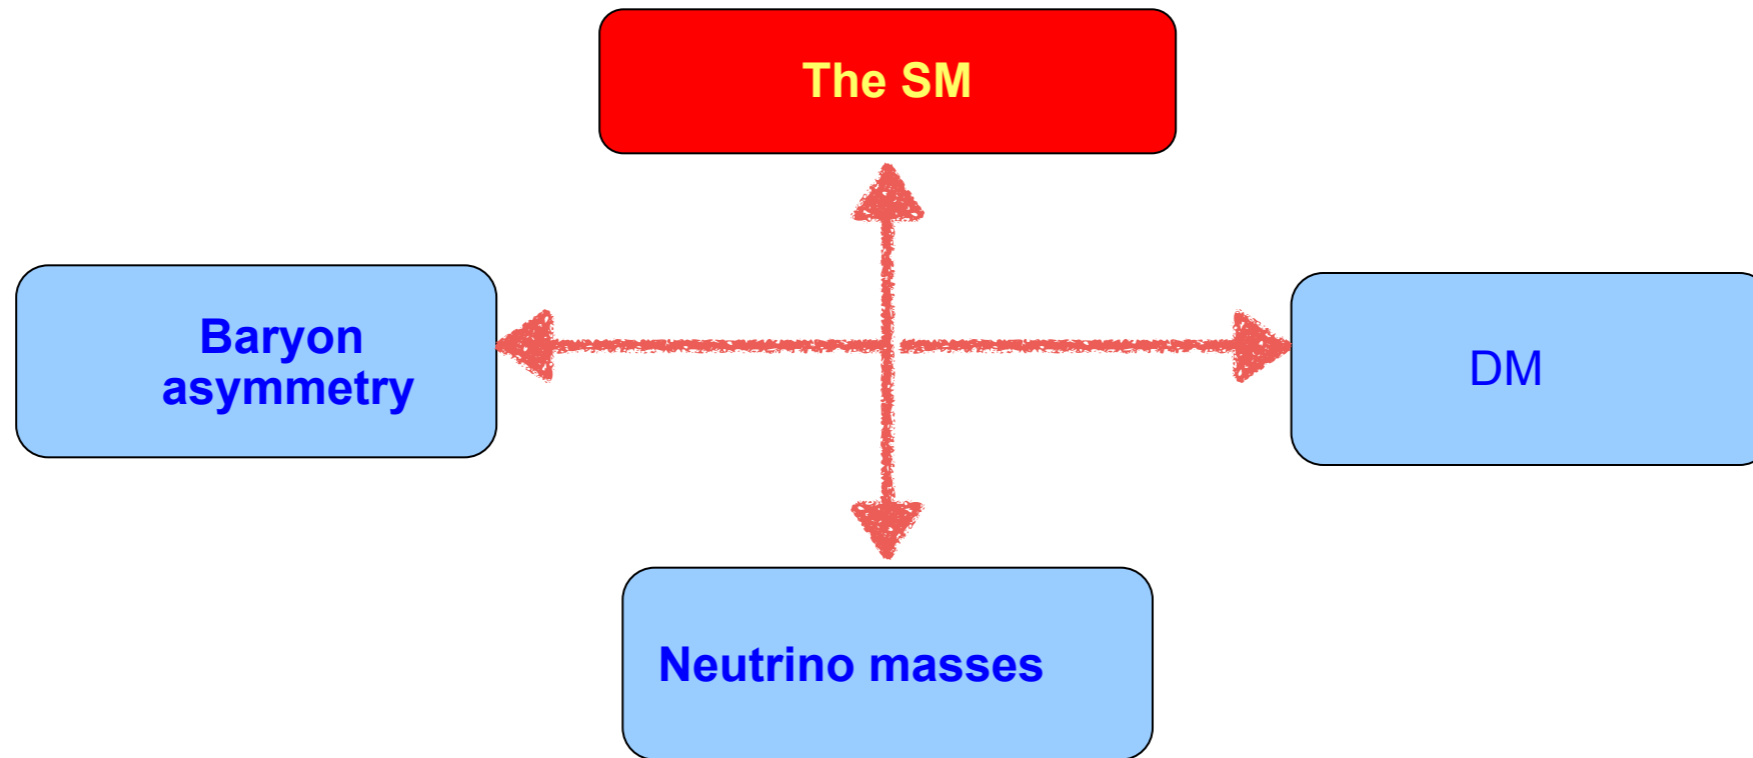 The SM
Baryon
asymmetry
DM
Neutrino masses